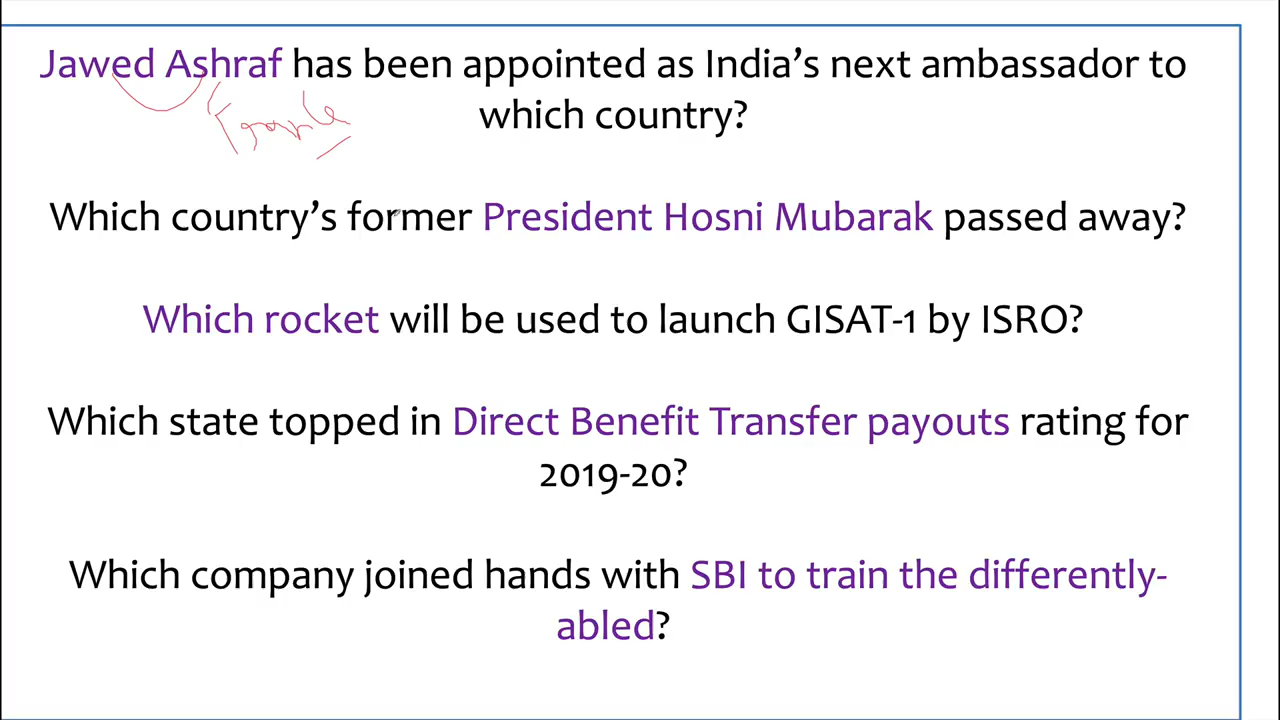 Jawed Ashraf has been appointed as India's next ambassador to
which country?
France
Which country's former President Hosni Mubarak passed away?
Which rocket will be used to launch GISAT-1 by ISRO?
Which state topped in Direct Benefit Transfer payouts rating for
2019-20?
Which company joined hands with SBI to train the differently-
abled?